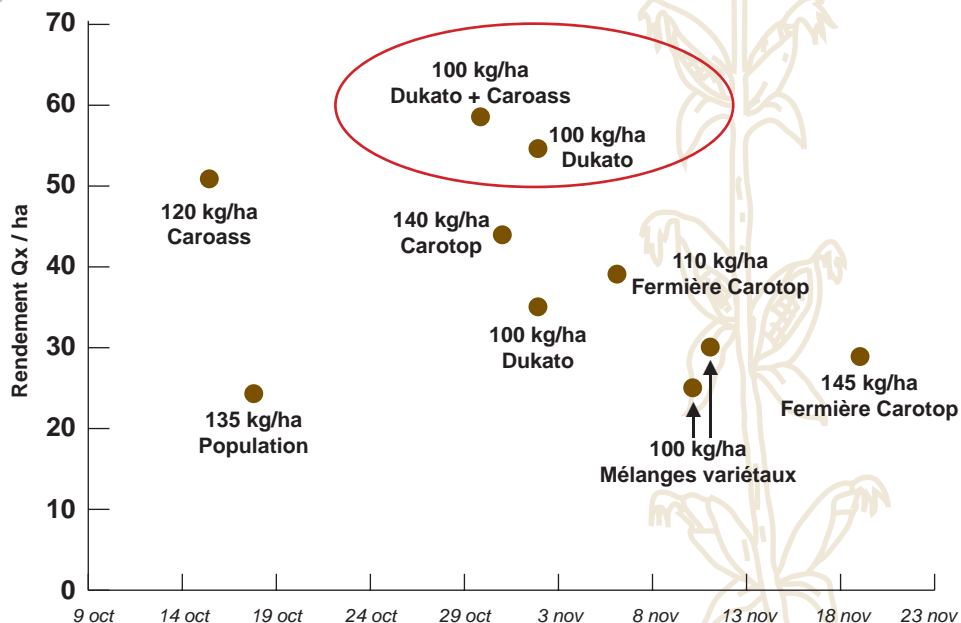 Rendement Qx / ha
70
60
50
40
30
20
10
0
100 kg/ha
Dukato + Caroass
100 kg/ha
Dukato
120 kg/ha
Caroass
140 kg/ha
Carotop
110 kg/ha
Fermière Carotop
100 kg/ha
Dukato
145 kg/ha
Fermière Carotop
135 kg/ha
Population
100 kg/ha
Mélanges variétaux
9 oct 14 oct 19 oct 24 oct 29 oct 3 nov 8 nov 13 nov 18 nov 23 nov